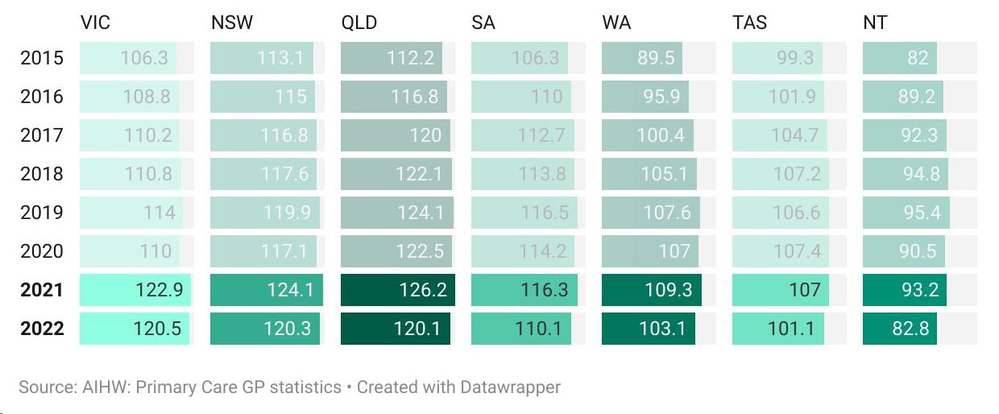 VIC NSW QLD SA WA TAS NT
2015 106.3 113.1 112.2 106.3 89.5 99.3 82
2016 108.8 115 116.8 110 95.9 101.9 89.2
2017 110.2 116.8 120 112.7 100.4 104.7 92.3
2018 110.8 117.6 122.1 113.8 105.1 107.2 94.8
2019 114 119.9 124.1 116.5 107.6 106.6 95.4
2020 110 117.1 122.5 114.2 107 107.4 90.5
2021 122.9 124.1 126.2 116.3 109.3 107 93.2
2022 120.5 120.3 120.1 110.1 103.1 101.1 82.8
Source: AIHW: Primary Care GP statistics • Created with Datawrapper